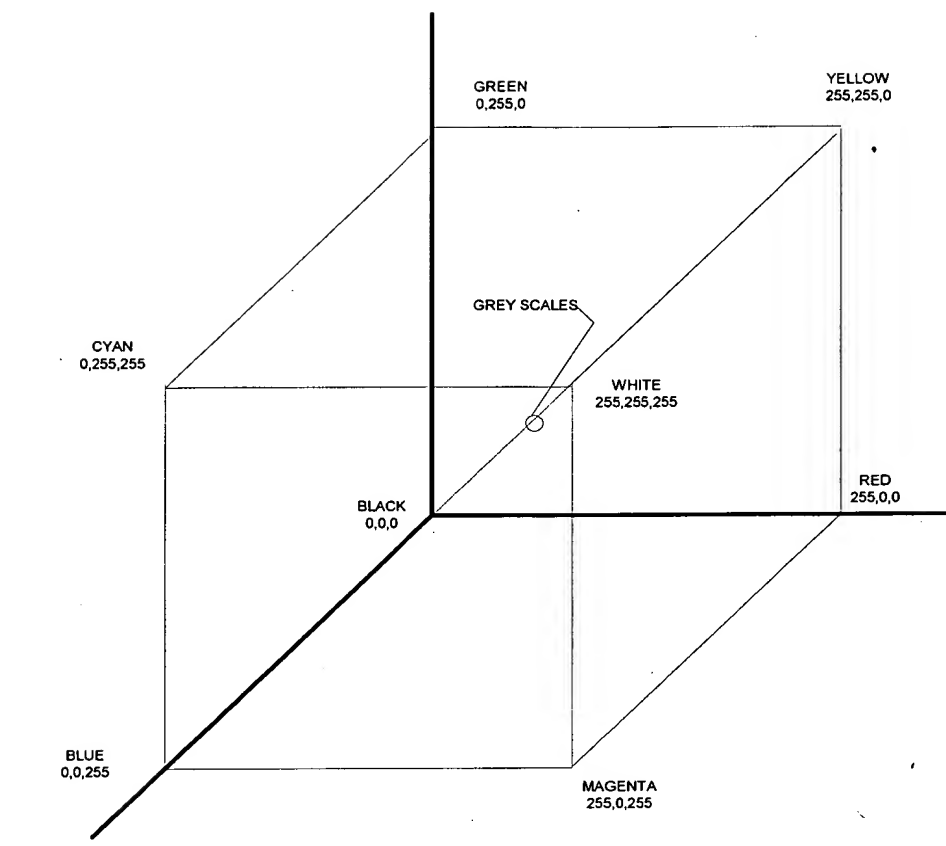 GREEN
0,255,0
YELLOW
255,255,0
GREY SCALES
CYAN
0,255,255
WHITE
255,255,255
BLACK
0,0,0
RED
255,0,0
BLUE
0,0,255
MAGENTA
255,0,255